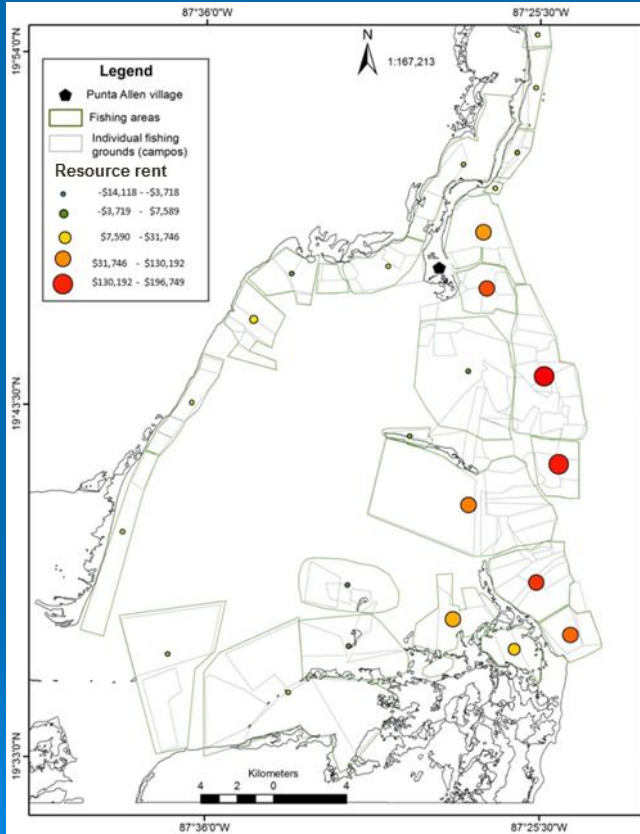 87°36'0"W 87°25'30"W
19°54'0"N
N
1:167,213
Legend
Punta Allen village
Fishing areas
Individual fishing
grounds (campos)
Resource rent
-$14,118 - -$3,718
-$3,719 - $7,589
$7,590 - $31,746
$31,746 - $130,192
$130,192 - $196,749
19°43'30"N
19°33'0"N
Kilometers
4 2 0 4
87°36'0"W 87°25'30"W